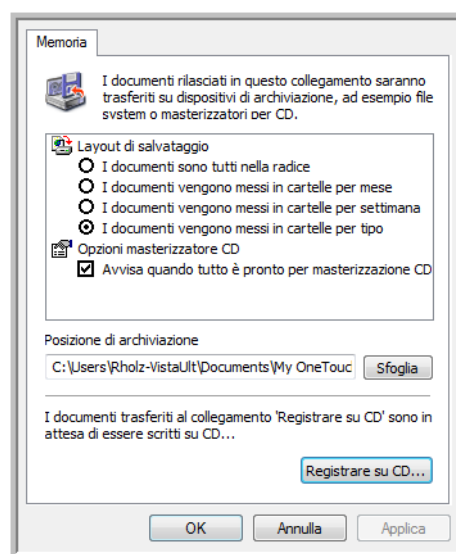 Memoria
I documenti rilasciati in questo collegamento saranno
trasferiti su dispositivi di archiviazione, ad esempio file
system o masterizzatori per CD.
Layout di salvataggio
I documenti sono tutti nella radice
I documenti vengono messi in cartelle per mese
I documenti vengono messi in cartelle per settimana
I documenti vengono messi in cartelle per tipo
Opzioni masterizzatore CD
Avvisa quando tutto è pronto per masterizzazione CD
Posizione di archiviazione
C:\Users\Rholz-VistaUlt\Documents\My OneTouc
Sfoglia
I documenti trasferiti al collegamento 'Registrare su CD' sono in
attesa di essere scritti su CD...
Registrare su CD...
OK
Annulla
Applica